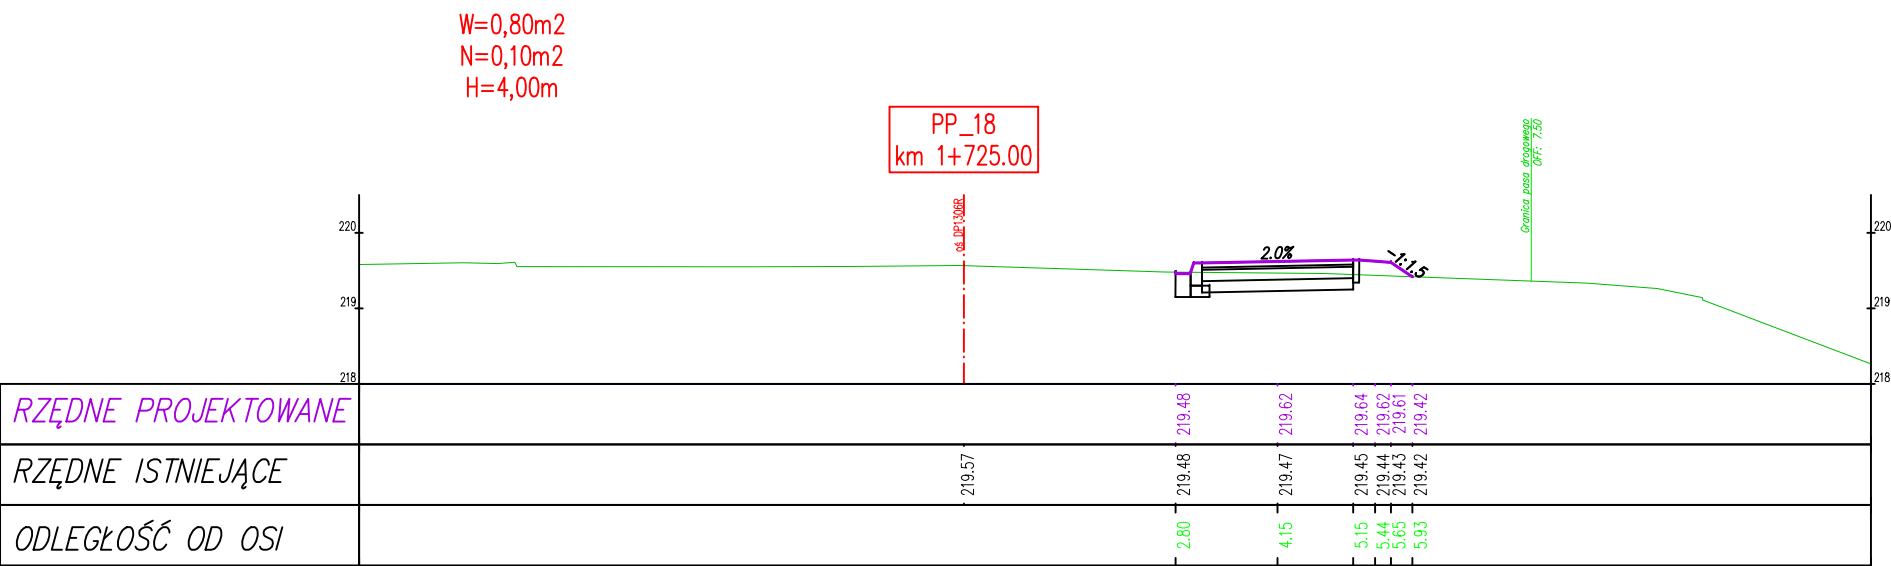 W=0,80m2
N=0,10m2
H=4,00m
PP_18
km 1+725.00
oś DP1306R
Granica pasa drogowego
OFF: 7.50
220
219
218
2.0%
-1:1.5
220
219
218
RZĘDNE PROJEKTOWANE
219.48
219.62
219.64
219.62
219.61
219.42
RZĘDNE ISTNIEJĄCE
219.57
219.48
219.47
219.45
219.44
219.43
219.42
ODLEGŁOŚĆ OD OSI
2.80
4.15
5.15
5.44
5.65
5.93